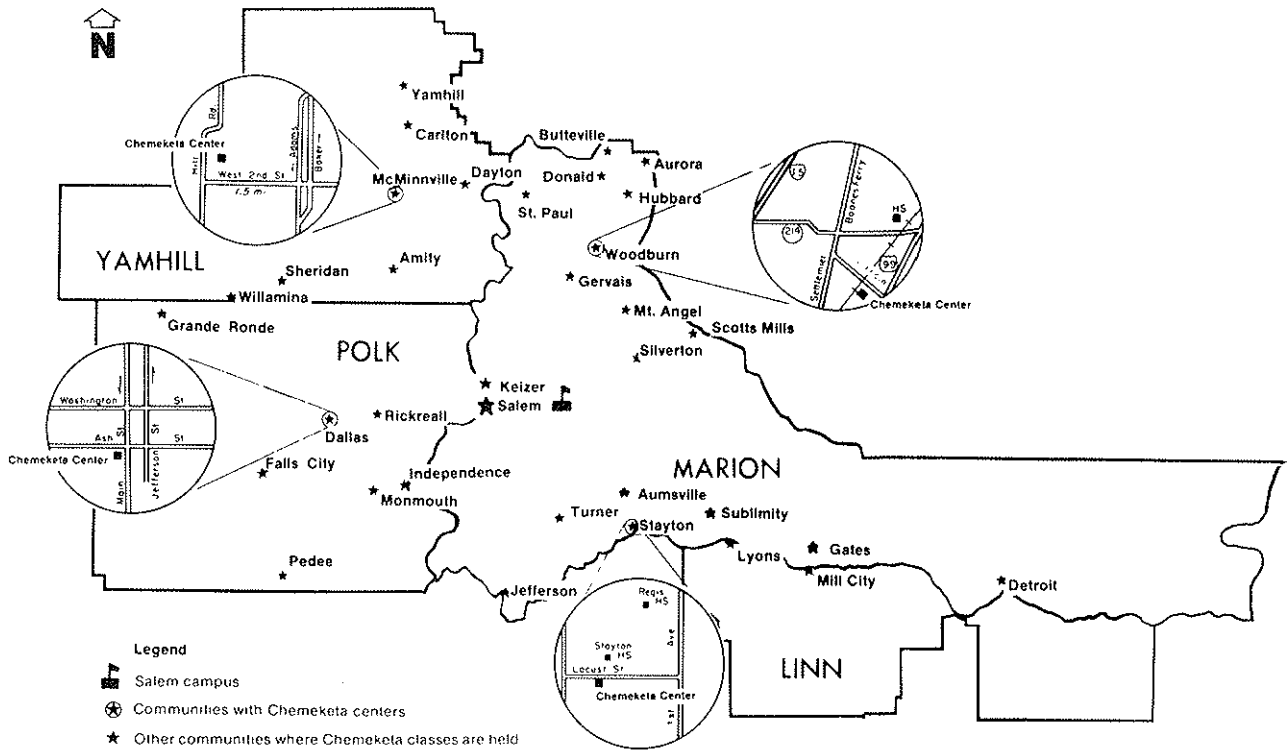 N
Yamhill
Carlton
Butteville
Aurora
Dayton
Donald
Hubbard
McMinnville
St. Paul
Woodburn
YAMHILL
Sheridan
Amity
Gervais
Willamina
Grande Ronde
Mt. Angel
Scotts Mills
POLK
Silverton
Keizer
Salem
Rickreall
Dallas
Falls City
Independence
Monmouth
MARION
Aumsville
Sublimity
Turner
Stayton
Lyons
Gates
Mill City
Pedee
Jefferson
Detroit
LINN
Hill
Rd
Adams
Baker
Chemeketa Center
West 2nd St
1.5 m.
Boones Ferry
HS
214
99
Settlemier
Chemeketa Center
Washington St
Ash St
St
St
Chemeketa Center
Main
Jefferson
Regis
HS
Stayton
HS
Locust St
Chemeketa Center
Ave
1st
Legend
Salem campus
Communities with Chemeketa centers
Other communities where Chemeketa classes are held